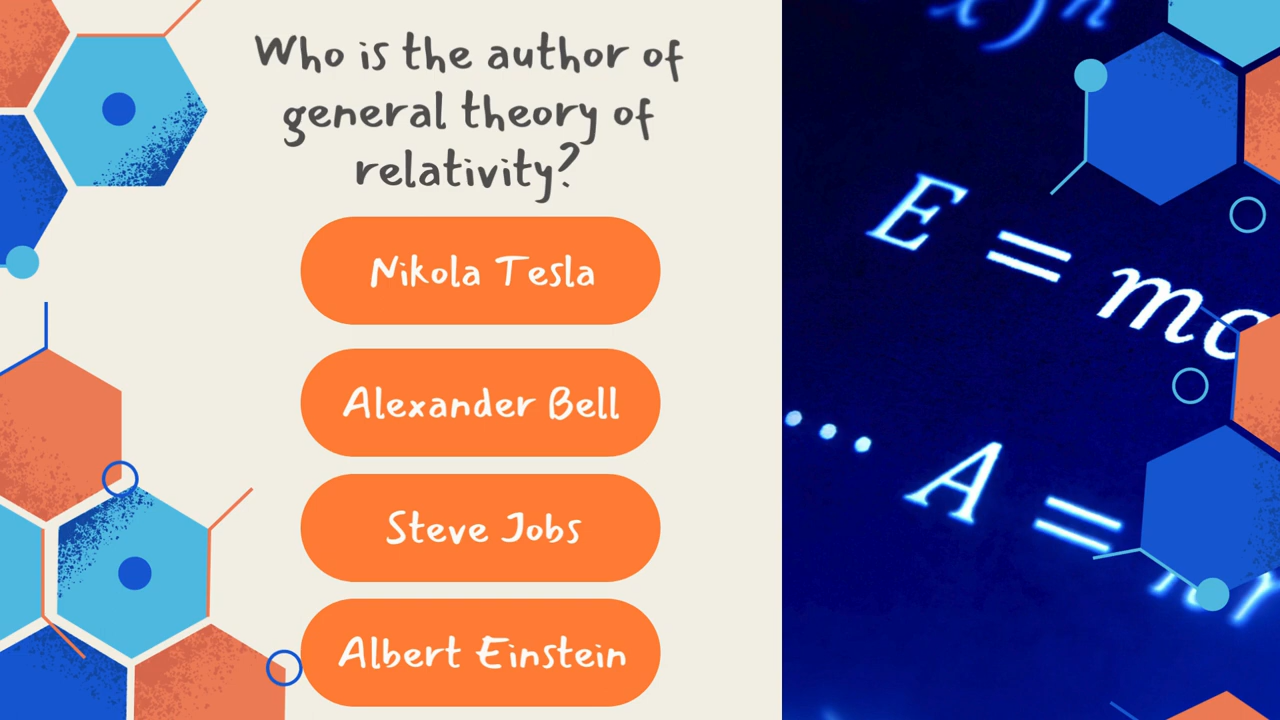 Who is the author of
general theory of
relativity?
Nikola Tesla
Alexander Bell
Steve Jobs
Albert Einstein
E = mc
... A =